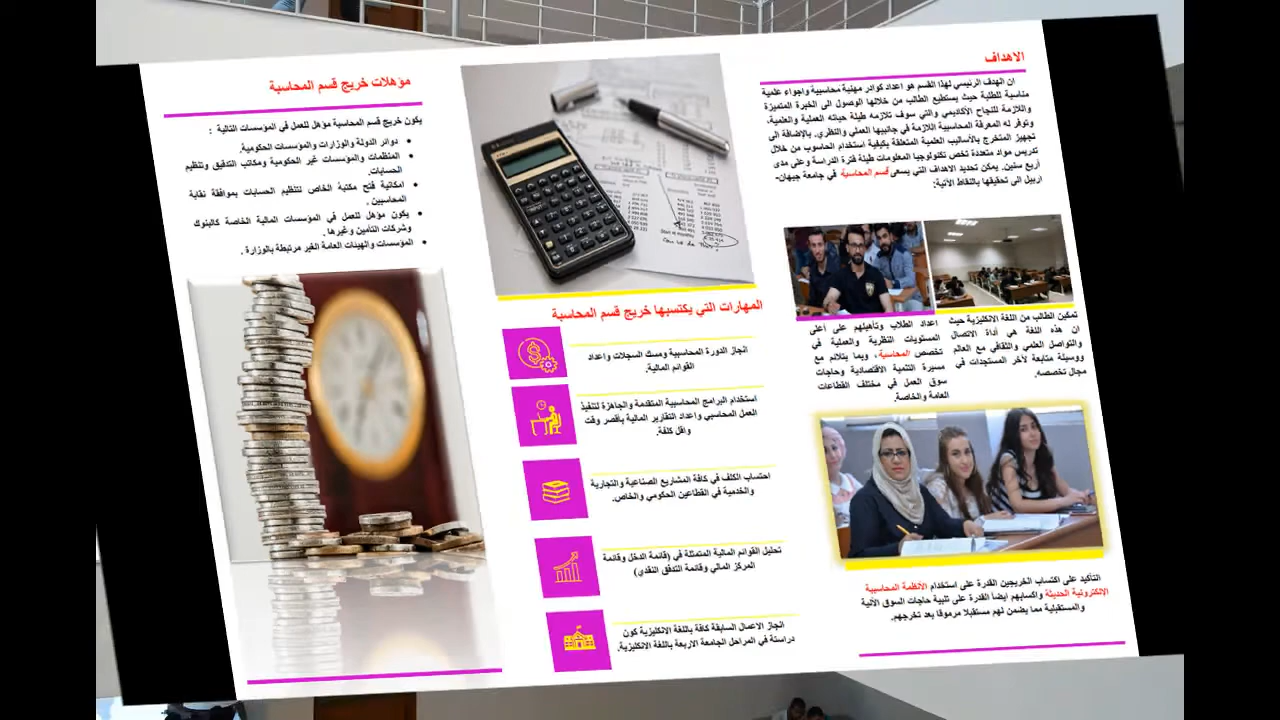 الاهداف
ان الهدف الرئيسي لهذا القسم هو اعداد كوادر مهنية محاسبية واجواء علمية
مناسبة للطلبة حيث يستطيع الطالب من خلالها الوصول الى الخبرة المتميزة
واللازمة للنجاح الأكاديمي والتي سوف تلازمه طيلة حياته العملية والعلمية،
وتوفر له المعرفة المحاسبية اللازمة في جانبيها العملي والنظري. بالإضافة الى
تجهيز المتخرج بالأساليب العلمية المتعلقة بكيفية استخدام الحاسوب من خلال
تدريس مواد متعددة تخص تكنولوجيا المعلومات طيلة فترة الدراسة وعلى مدى
أربع سنين. يمكن تحديد الاهداف التي يسعى قسم المحاسبة في جامعة جيهان-
اربيل الى تحقيقها بالنقاط الآتية:
تمكين الطالب من اللغة الانكليزية حيث
ان هذه اللغة هي أداة الاتصال
والتواصل العلمي والثقافي مع العالم
ووسيلة متابعة لآخر المستجدات في
مجال تخصصه.
اعداد الطلاب وتأهيلهم على أعلى
المستويات النظرية والعملية في
تخصص المحاسبة، وبما يتلائم مع
مسيرة التنمية الاقتصادية وحاجات
سوق العمل في مختلف القطاعات
العامة والخاصة.
التأكيد على اكتساب الخريجين القدرة على استخدام الأنظمة المحاسبية
الإلكترونية الحديثة واكسابهم ايضا القدرة على تلبية حاجات السوق الآنية
والمستقبلية مما يضمن لهم مستقبلا مرموقا بعد تخرجهم.
المهارات التي يكتسبها خريج قسم المحاسبة
انجاز الدورة المحاسبية ومسك السجلات واعداد
القوائم المالية.
استخدام البرامج المحاسبية المتقدمة والجاهزة لتنفيذ
العمل المحاسبي واعداد التقارير المالية بأقصر وقت
واقل كلفة.
احتساب الكلف في كافة المشاريع الصناعية والتجارية
والخدمية في القطاعين الحكومي والخاص.
تحليل القوائم المالية المتمثلة في (قائمة الدخل وقائمة
المركز المالي وقائمة التدفق النقدي)
انجاز الاعمال السابقة كافة باللغة الانكليزية كون
دراستة في المراحل الجامعة الاربعة باللغة الانكليزية.
مؤهلات خريج قسم المحاسبة
يكون خريج قسم المحاسبة مؤهل للعمل في المؤسسات التالية :
• دوائر الدولة والوزارات والمؤسسات الحكومية.
• المنظمات والمؤسسات غير الحكومية ومكاتب التدقيق وتنظيم
الحسابات.
• امكانية فتح مكتبة الخاص لتنظيم الحسابات بموافقة نقابة
المحاسبين .
• يكون مؤهل للعمل في المؤسسات المالية الخاصة كالبنوك
وشركات التأمين وغيرها .
• المؤسسات والهيئات العامة الغير مرتبطة بالوزارة .